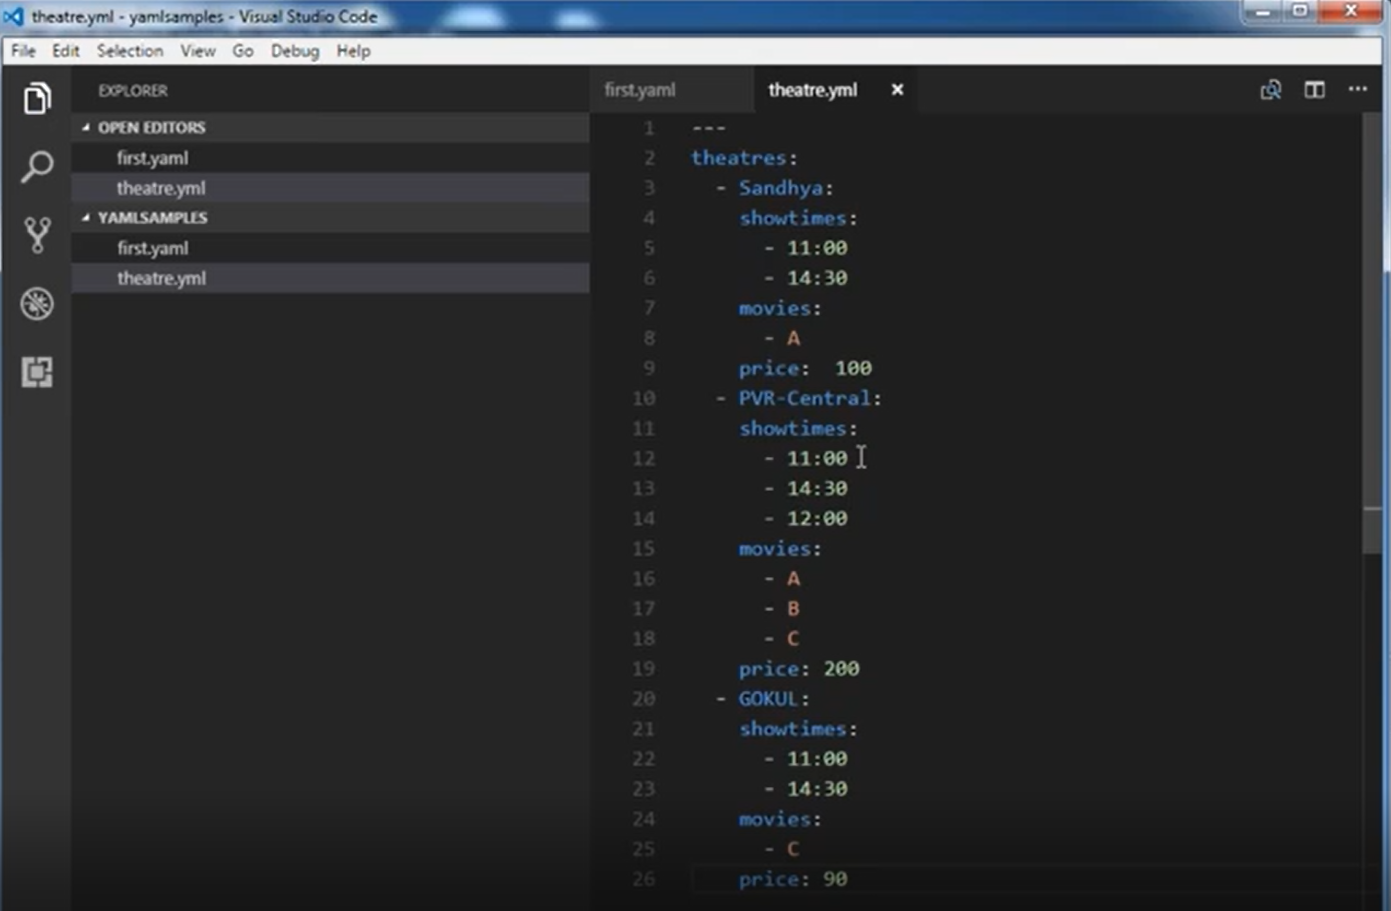 theatre.yml - yamlsamples - Visual Studio Code
File Edit Selection View Go Debug Help
EXPLORER
OPEN EDITORS
first.yaml
theatre.yml
YAMLSAMPLES
first.yaml
theatre.yml
first.yaml theatre.yml
1 ---
2 theatres:
3   - Sandhya:
4     showtimes:
5       - 11:00
6       - 14:30
7     movies:
8       - A
9     price:  100
10   - PVR-Central:
11     showtimes:
12       - 11:00
13       - 14:30
14       - 12:00
15     movies:
16       - A
17       - B
18       - C
19     price: 200
20   - GOKUL:
21     showtimes:
22       - 11:00
23       - 14:30
24     movies:
25       - C
26     price: 90